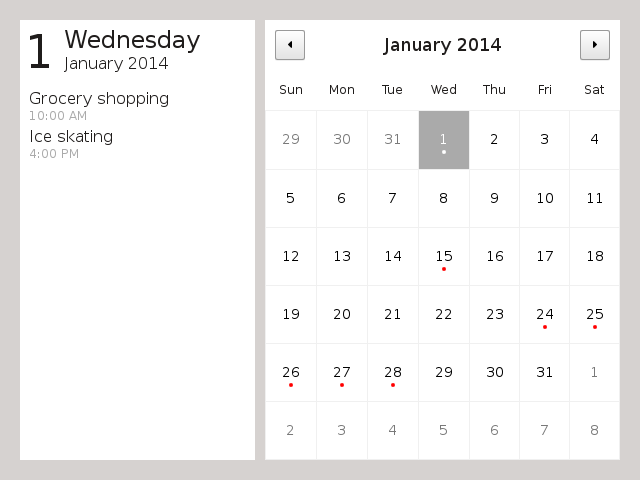 1 Wednesday
January 2014
Grocery shopping
10:00 AM
Ice skating
4:00 PM
January 2014
Sun Mon Tue Wed Thu Fri Sat
29 30 31 1 2 3 4
5 6 7 8 9 10 11
12 13 14 15 16 17 18
19 20 21 22 23 24 25
26 27 28 29 30 31 1
2 3 4 5 6 7 8